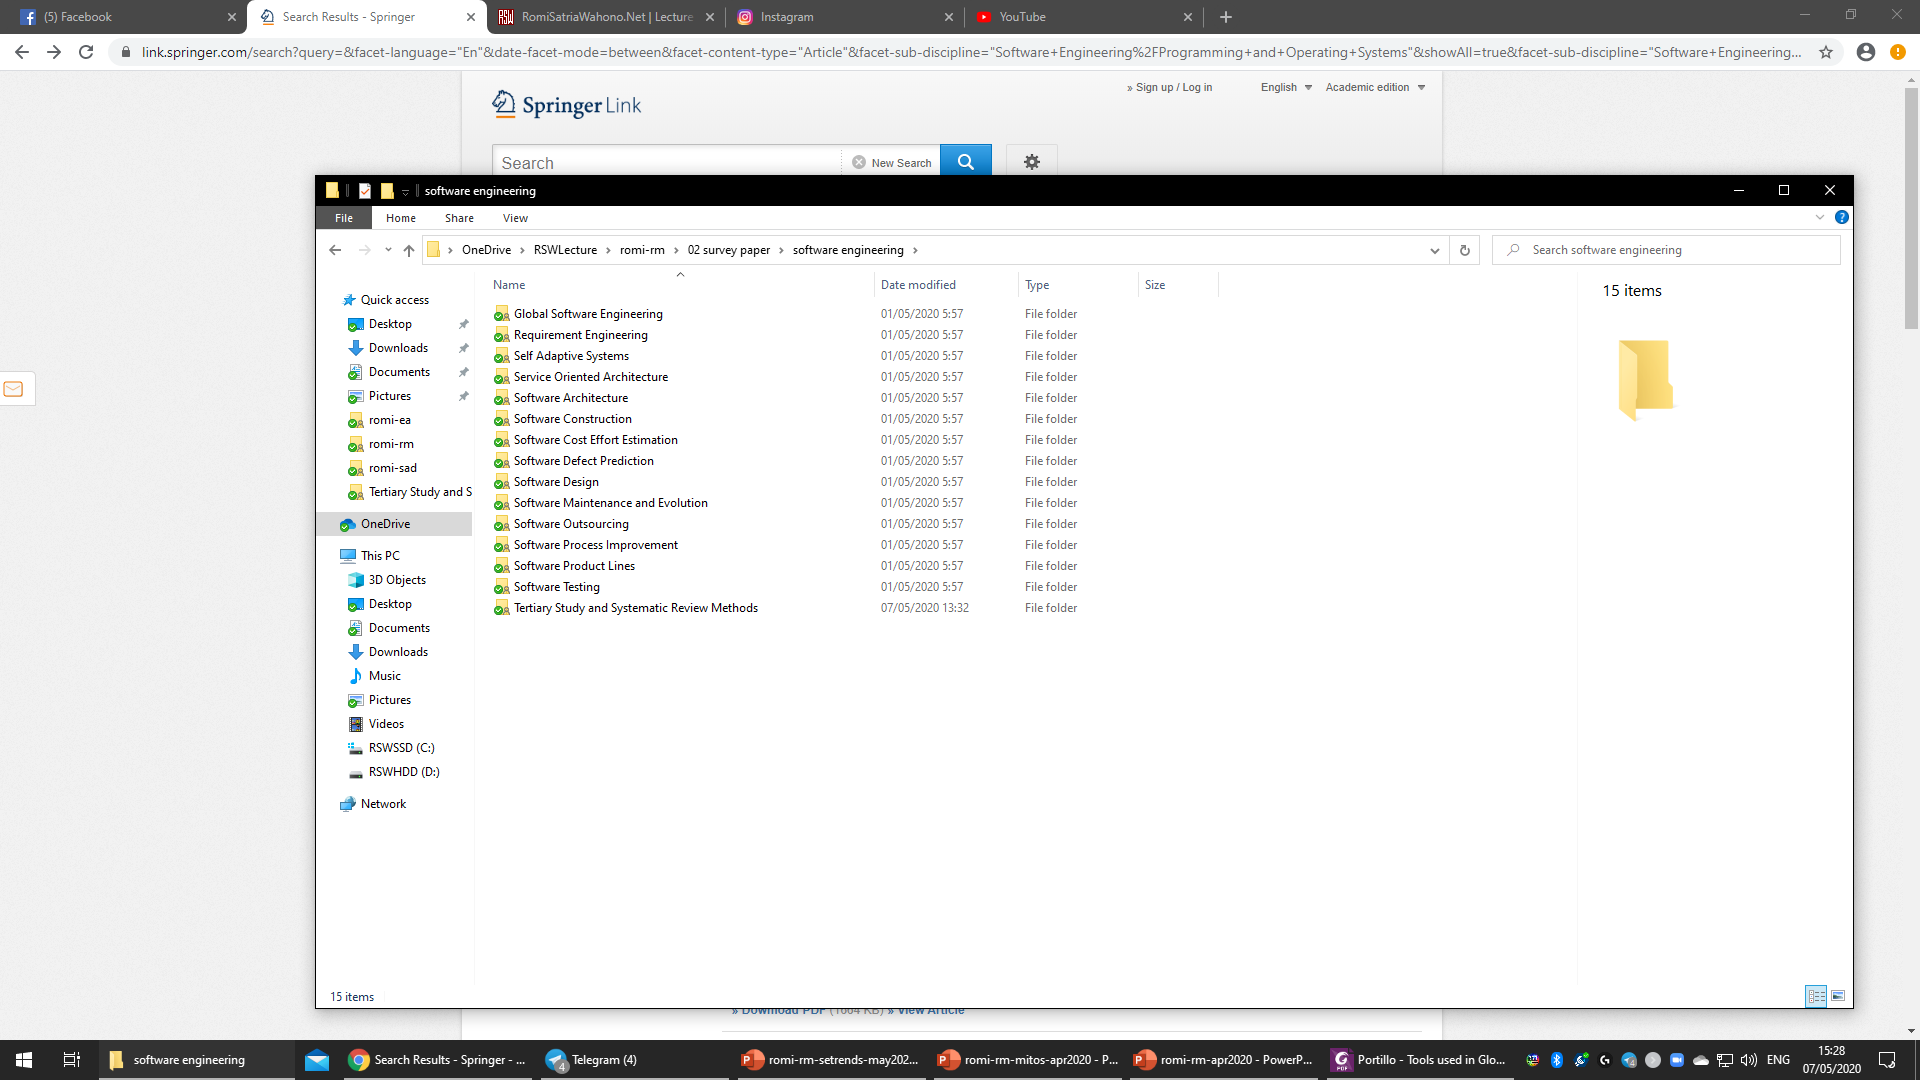 (5) Facebook
Search Results - Springer
RomiSatriaWahono.Net | Lecture
Instagram
YouTube
link.springer.com/search?query=&facet-language="En"&date-facet-mode=between&facet-content-type="Article"&facet-sub-discipline="Software+Engineering%2FProgramming+and+Operating+Systems"&showAll=true&facet-sub-discipline="Software+Engineering...
» Sign up / Log in
English
Academic edition
Springer Link
Search
New Search
software engineering
File
Home
Share
View
OneDrive > RSWLecture > romi-rm > 02 survey paper > software engineering >
Search software engineering
Name
Date modified
Type
Size
15 items
Quick access
Desktop
Downloads
Documents
Pictures
romi-ea
romi-rm
romi-sad
Tertiary Study and S
OneDrive
This PC
3D Objects
Desktop
Documents
Downloads
Music
Pictures
Videos
RSWSSD (C:)
RSWHDD (D:)
Network
Global Software Engineering 01/05/2020 5:57 File folder
Requirement Engineering 01/05/2020 5:57 File folder
Self Adaptive Systems 01/05/2020 5:57 File folder
Service Oriented Architecture 01/05/2020 5:57 File folder
Software Architecture 01/05/2020 5:57 File folder
Software Construction 01/05/2020 5:57 File folder
Software Cost Effort Estimation 01/05/2020 5:57 File folder
Software Defect Prediction 01/05/2020 5:57 File folder
Software Design 01/05/2020 5:57 File folder
Software Maintenance and Evolution 01/05/2020 5:57 File folder
Software Outsourcing 01/05/2020 5:57 File folder
Software Process Improvement 01/05/2020 5:57 File folder
Software Product Lines 01/05/2020 5:57 File folder
Software Testing 01/05/2020 5:57 File folder
Tertiary Study and Systematic Review Methods 07/05/2020 13:32 File folder
15 items
» Download PDF (1664 KB) » View Article
software engineering
Search Results - Springer - ...
Telegram (4)
romi-rm-setrends-may202...
romi-rm-mitos-apr2020 - P...
romi-rm-apr2020 - PowerP...
Portillo - Tools used in Glo...
ENG
15:28
07/05/2020